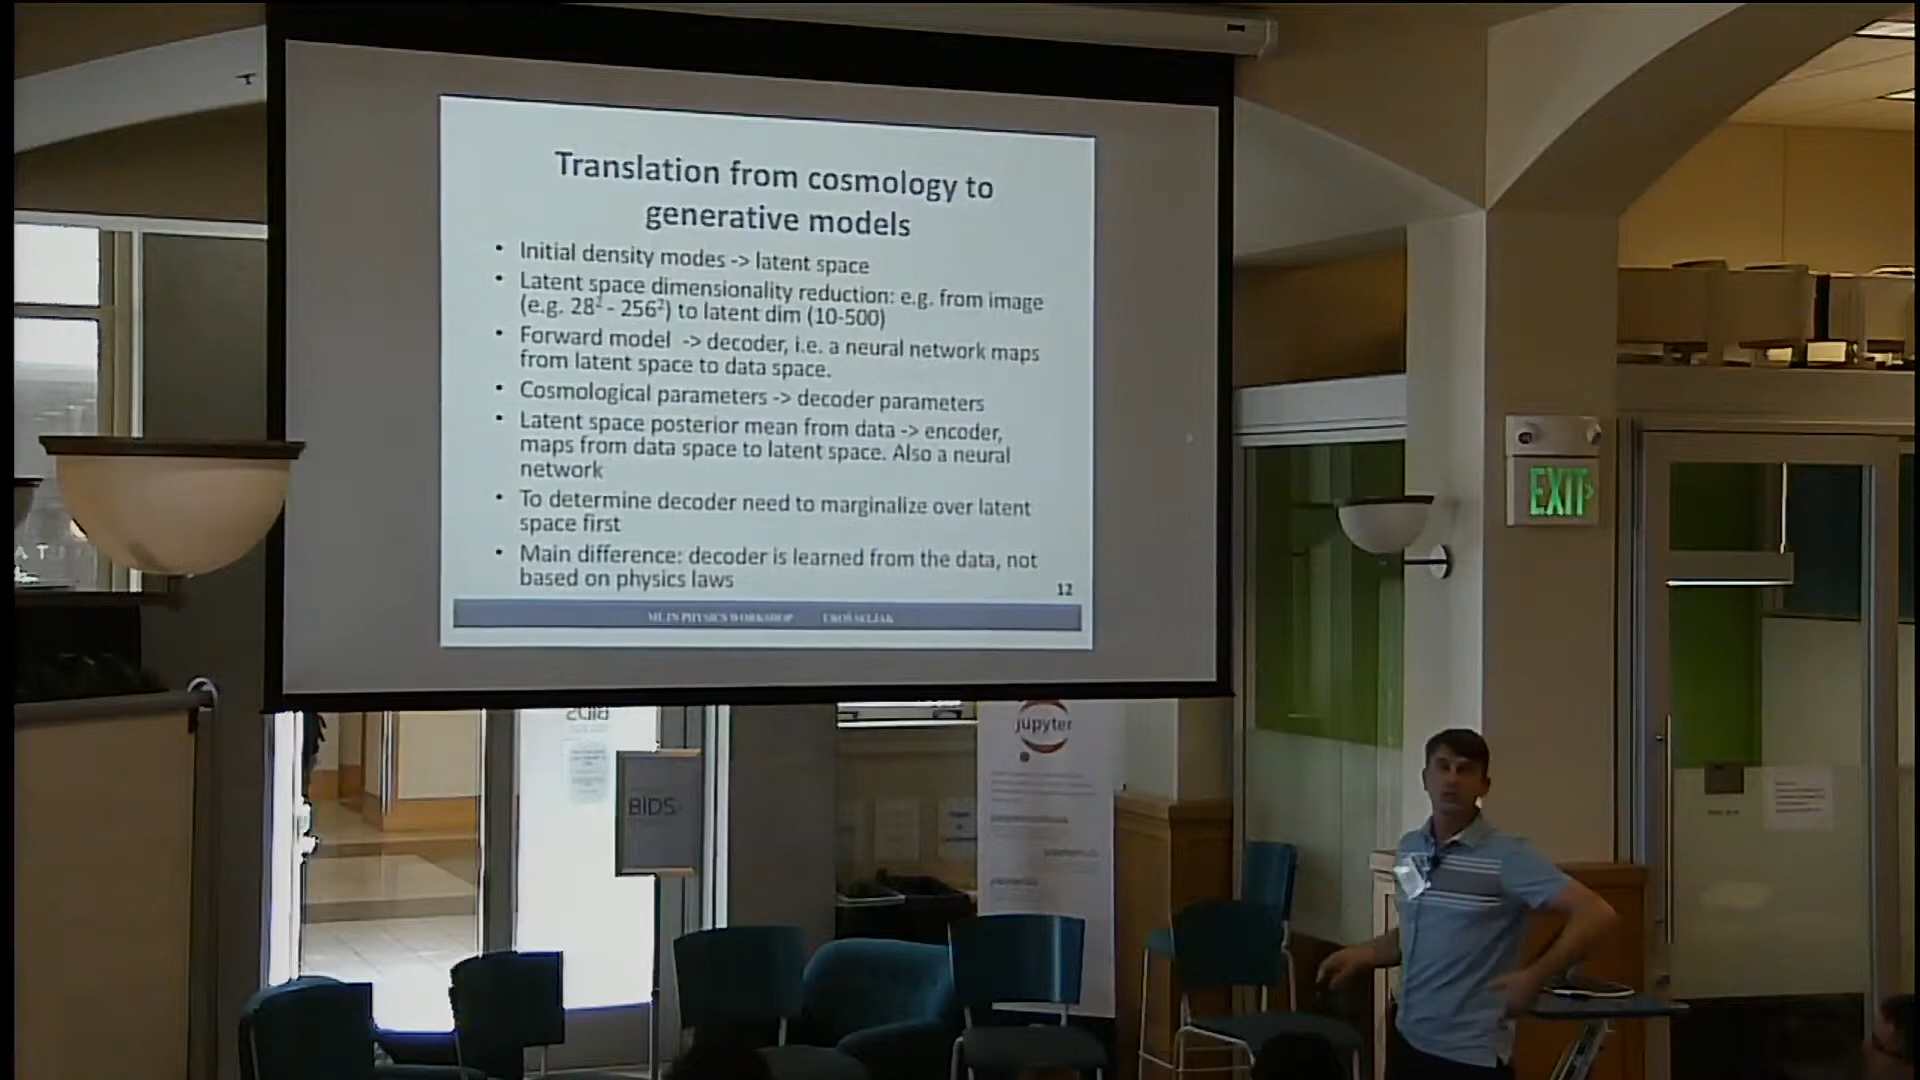 Translation from cosmology to
generative models
• Initial density modes -> latent space
• Latent space dimensionality reduction: e.g. from image
(e.g. 28² - 256²) to latent dim (10-500)
• Forward model -> decoder, i.e. a neural network maps
from latent space to data space.
• Cosmological parameters -> decoder parameters
• Latent space posterior mean from data -> encoder,
maps from data space to latent space. Also a neural
network
• To determine decoder need to marginalize over latent
space first
• Main difference: decoder is learned from the data, not
based on physics laws
12
ML IN PHYSICS WORKSHOP UROŠ SELJAK
EXIT
jupyter
BIDS